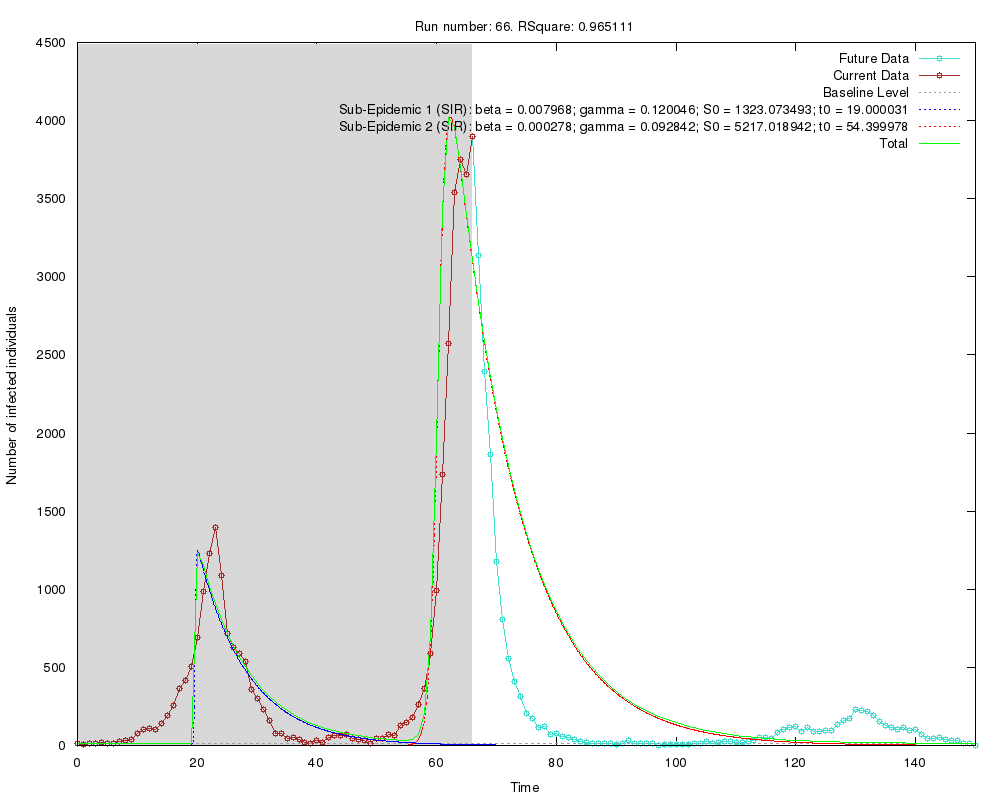 Run number: 66. RSquare: 0.965111
4500
4000
3500
3000
2500
2000
1500
1000
500
0
Number of infected individuals
Future Data
Current Data
Baseline Level
Sub-Epidemic 1 (SIR): beta = 0.007968; gamma = 0.120046; S0 = 1323.073493; t0 = 19.000031
Sub-Epidemic 2 (SIR): beta = 0.000278; gamma = 0.092842; S0 = 5217.018942; t0 = 54.399978
Total
0 20 40 60 80 100 120 140
Time